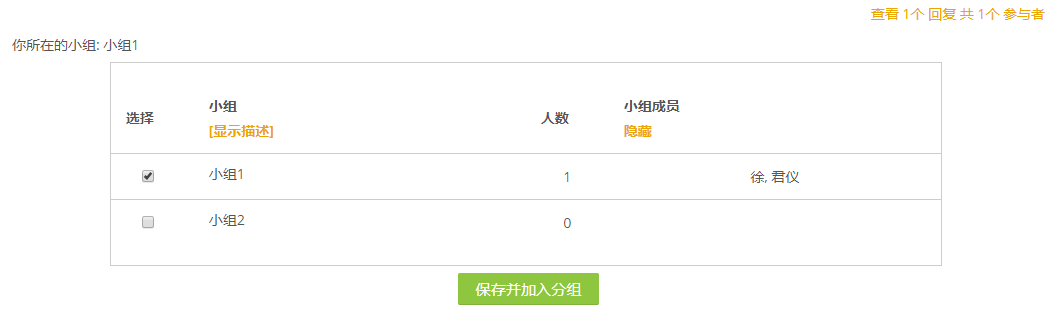 查看 1个 回复 共 1个 参与者
你所在的小组: 小组1
选择 小组 [显示描述] 人数 小组成员 隐藏
小组1 1 徐, 君仪
小组2 0
保存并加入分组